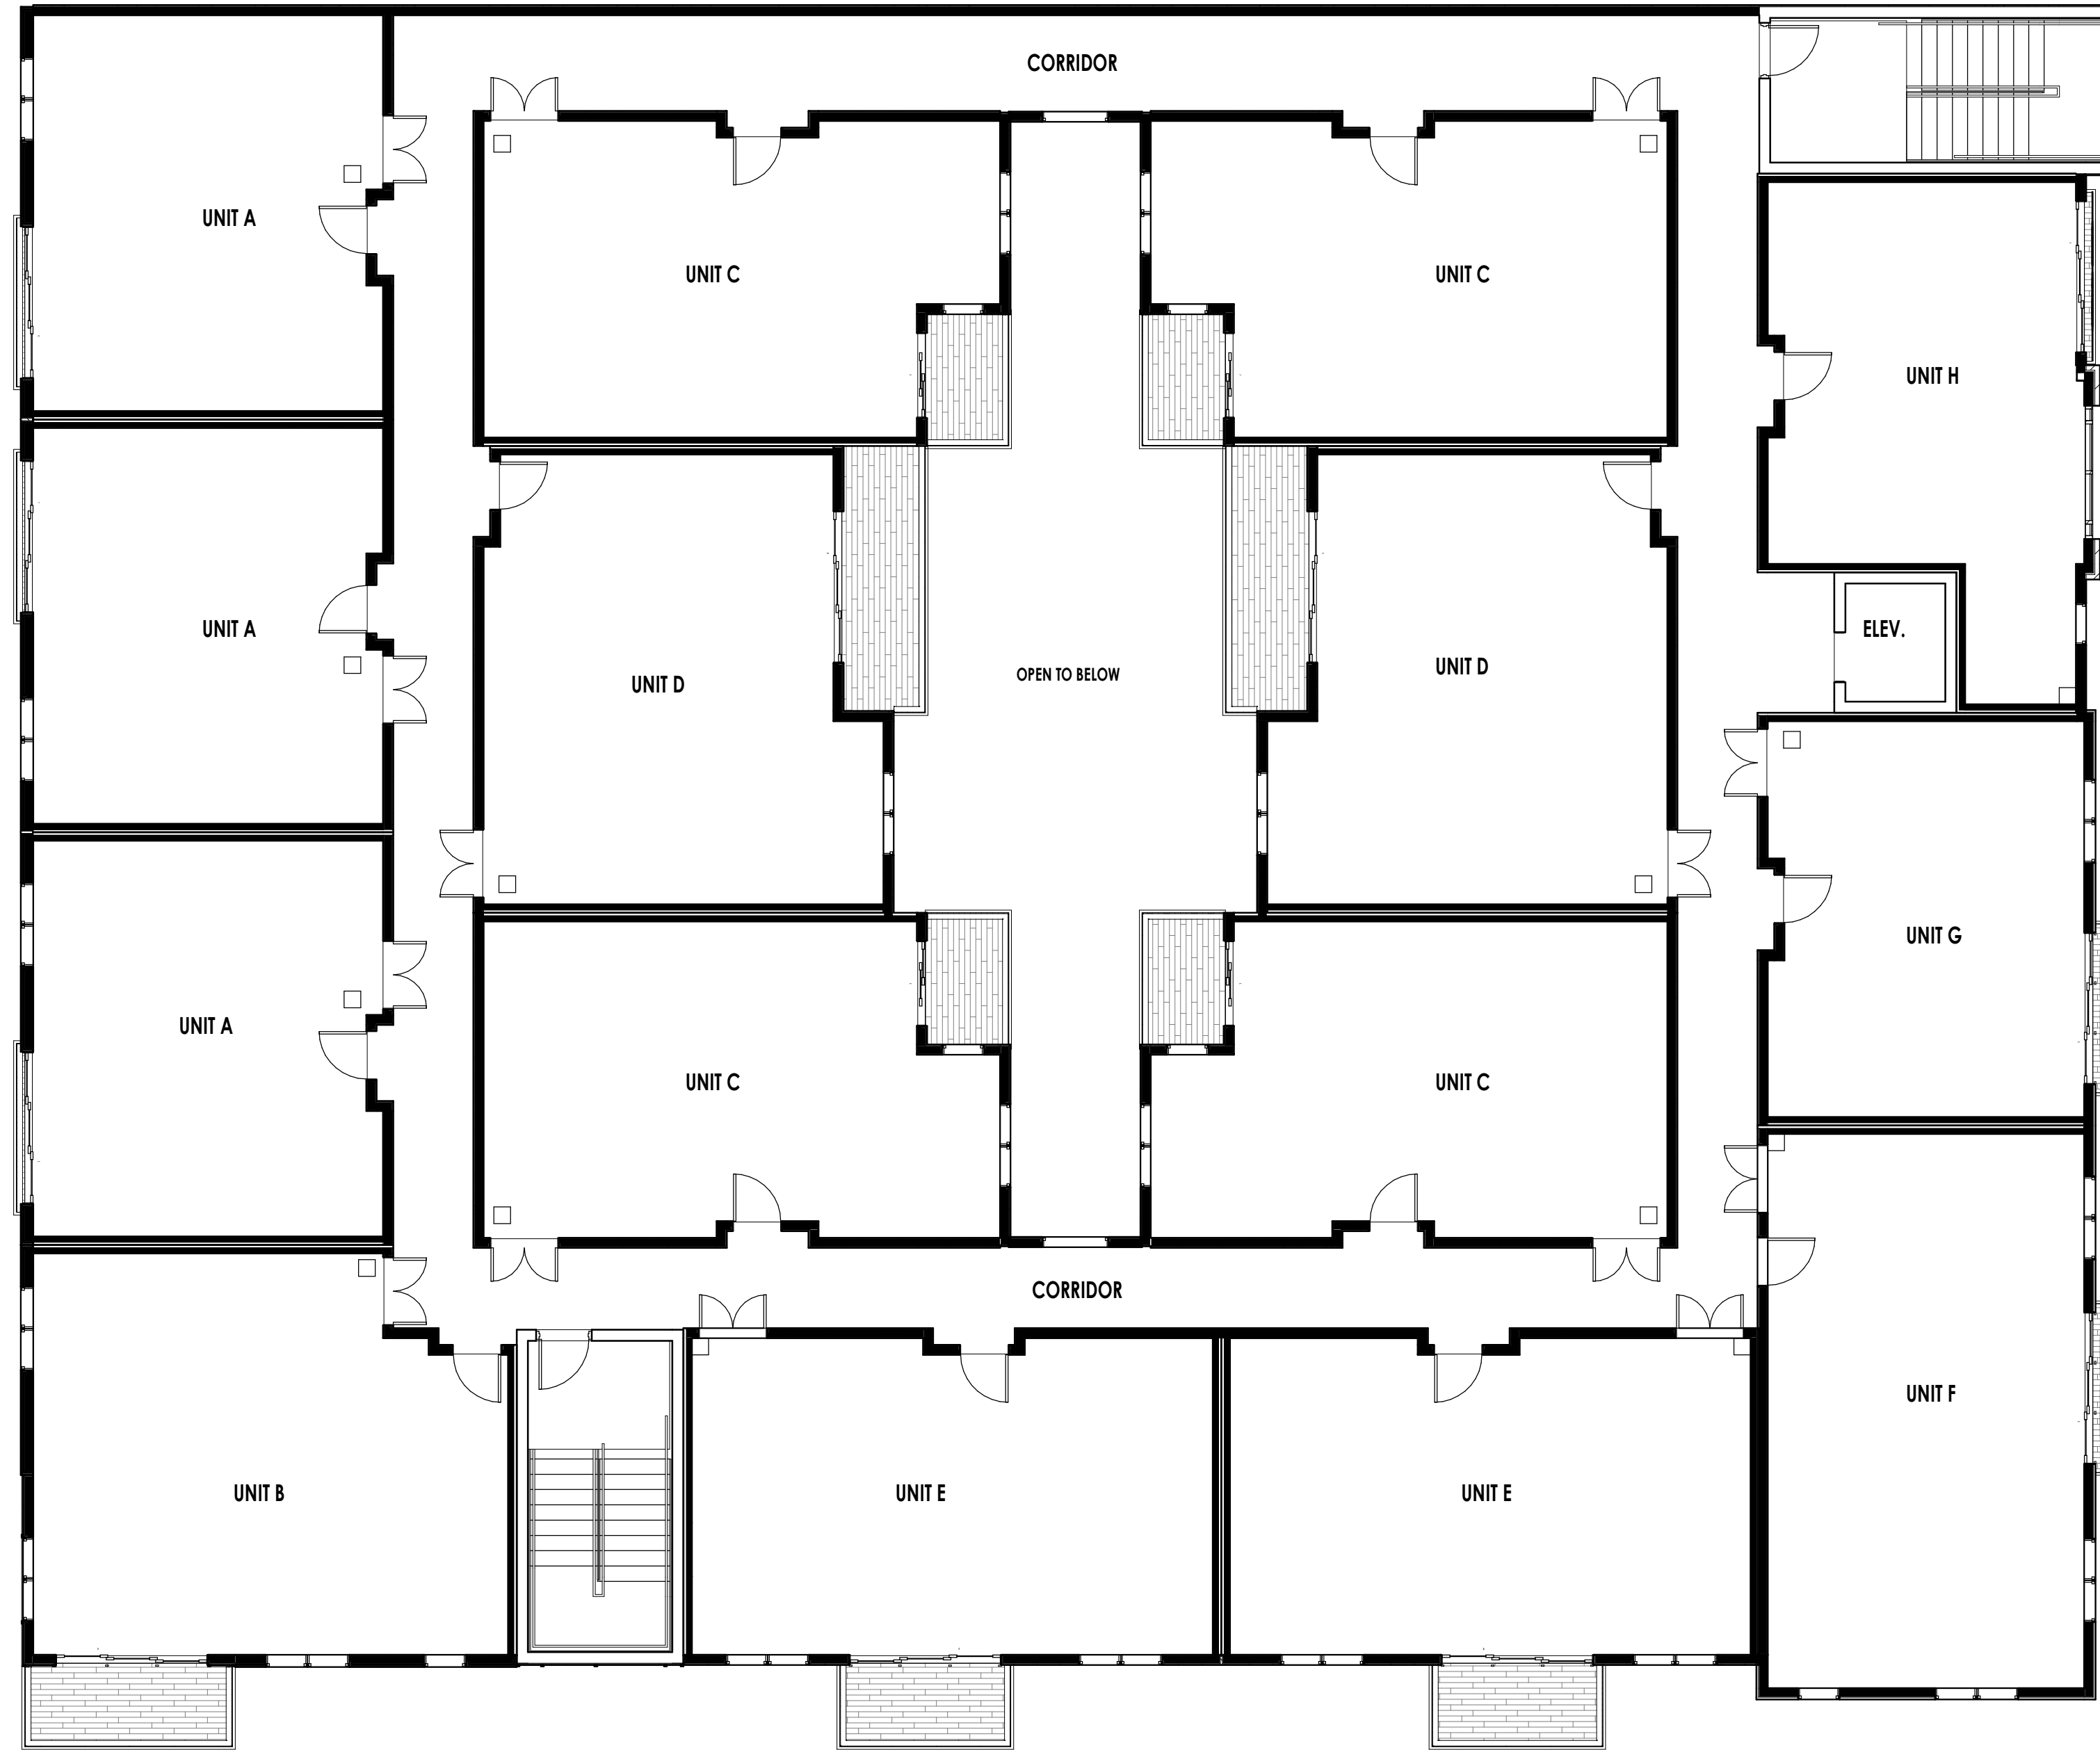 CORRIDOR
UNIT A
UNIT C
UNIT C
UNIT H
UNIT A
ELEV.
UNIT D
OPEN TO BELOW
UNIT D
UNIT G
UNIT A
UNIT C
UNIT C
CORRIDOR
UNIT F
UNIT B
UNIT E
UNIT E